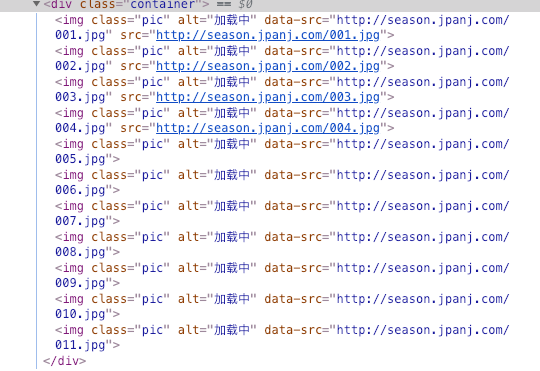 ▼<div class="container"> == $0
<img class="pic" alt="加载中" data-src="http://season.jpanj.com/
001.jpg" src="http://season.jpanj.com/001.jpg">
<img class="pic" alt="加载中" data-src="http://season.jpanj.com/
002.jpg" src="http://season.jpanj.com/002.jpg">
<img class="pic" alt="加载中" data-src="http://season.jpanj.com/
003.jpg" src="http://season.jpanj.com/003.jpg">
<img class="pic" alt="加载中" data-src="http://season.jpanj.com/
004.jpg" src="http://season.jpanj.com/004.jpg">
<img class="pic" alt="加载中" data-src="http://season.jpanj.com/
005.jpg">
<img class="pic" alt="加载中" data-src="http://season.jpanj.com/
006.jpg">
<img class="pic" alt="加载中" data-src="http://season.jpanj.com/
007.jpg">
<img class="pic" alt="加载中" data-src="http://season.jpanj.com/
008.jpg">
<img class="pic" alt="加载中" data-src="http://season.jpanj.com/
009.jpg">
<img class="pic" alt="加载中" data-src="http://season.jpanj.com/
010.jpg">
<img class="pic" alt="加载中" data-src="http://season.jpanj.com/
011.jpg">
</div>